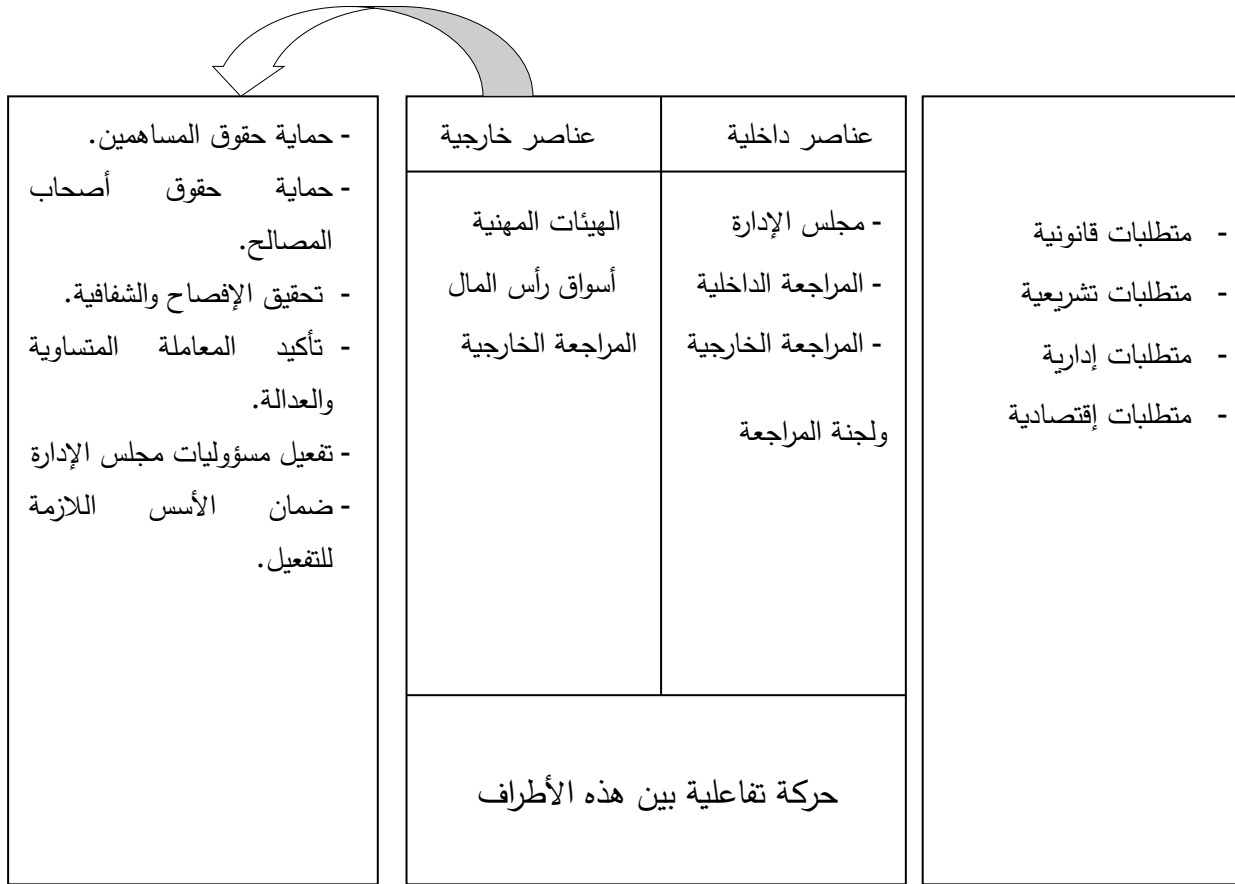 - متطلبات قانونية
- متطلبات تشريعية
- متطلبات إدارية
- متطلبات إقتصادية
عناصر داخلية
- مجلس الإدارة
- المراجعة الداخلية
- المراجعة الخارجية
ولجنة المراجعة
عناصر خارجية
الهيئات المهنية
أسواق رأس المال
المراجعة الخارجية
حركة تفاعلية بين هذه الأطراف
- حماية حقوق المساهمين.
- حماية حقوق أصحاب
المصالح.
- تحقيق الإفصاح والشفافية.
- تأكيد المعاملة المتساوية
والعدالة.
- تفعيل مسؤوليات مجلس الإدارة
- ضمان الأسس اللازمة
للتفعيل.